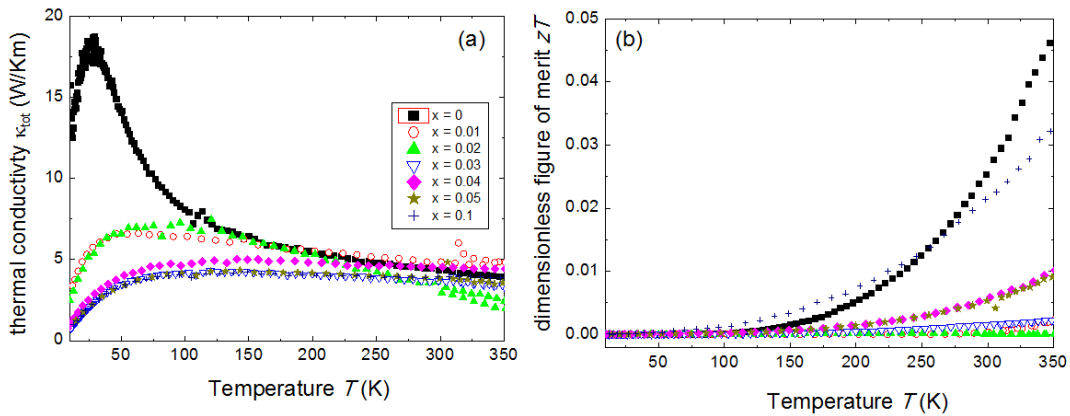 20
15
10
5
0
50
100
150
200
250
300
350
thermal conductivity κtot (W/Km)
Temperature T (K)
(a)
x = 0
x = 0.01
x = 0.02
x = 0.03
x = 0.04
x = 0.05
x = 0.1
0.05
0.04
0.03
0.02
0.01
0.00
50
100
150
200
250
300
350
dimensionless figure of merit zT
Temperature T (K)
(b)